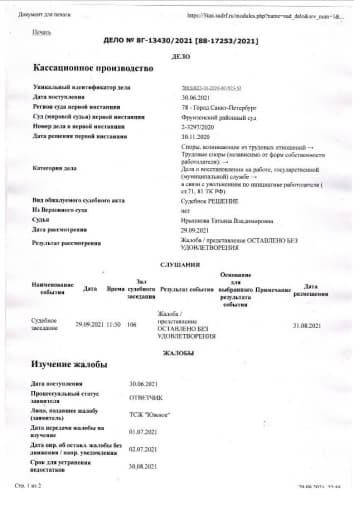 Документ для печати https://3kas.sudrf.ru/modules.php?name=sud_delo&srv_num=1&...
Печать
ДЕЛО № 8Г-13430/2021 [88-17253/2021]
ДЕЛО
Кассационное производство
Уникальный идентификатор дела
Дата поступления 30.06.2021
Регион суда первой инстанции 78 - Город Санкт-Петербург
Суд (мировой судья) первой инстанции Фрунзенский районный суд
Номер дела в первой инстанции 2-3297/2020
Дата решения первой инстанции 10.11.2020
Категория дела Споры, возникающие из трудовых отношений →
Трудовые споры (независимо от форм собственности
работодателя): →
Дела о восстановлении на работе, государственной
(муниципальной) службе →
в связи с увольнением по инициативе работодателя (
ст.71, 81 ТК РФ)
Вид обжалуемого судебного акта Судебное РЕШЕНИЕ
Из Верховного суда нет
Судья Татьяна Владимировна
Дата рассмотрения 29.09.2021
Результат рассмотрения Жалоба / представление ОСТАВЛЕНО БЕЗ
УДОВЛЕТВОРЕНИЯ
СЛУШАНИЯ
Наименование события Дата Время Зал судебного заседания Результат события Основание для выбранного результата события Примечание Дата размещения
Судебное заседание 29.09.2021 11:50 106 Жалоба / представление ОСТАВЛЕНО БЕЗ УДОВЛЕТВОРЕНИЯ 31.08.2021
ЖАЛОБЫ
Изучение жалобы
Дата поступления 30.06.2021
Процессуальный статус
заявителя ОТВЕТЧИК
Лицо, подавшее жалобу
(заявитель) ТСЖ "Южное"
Дата передачи жалобы на
изучение 01.07.2021
Дата опр. об оставл. жалобы без
движения / напр. уведомления 02.07.2021
Срок для устранения
недостатков 30.08.2021
Стр. 1 из 2 29.09.2021,